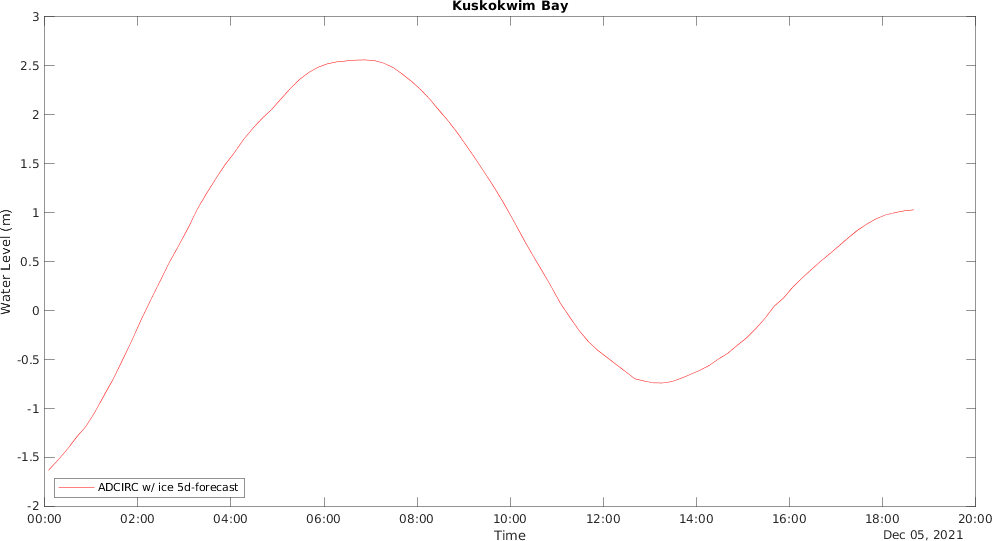 Kuskokwim Bay
3
2.5
2
1.5
1
0.5
0
-0.5
-1
-1.5
-2
Water Level (m)
ADCIRC w/ ice 5d-forecast
00:00 02:00 04:00 06:00 08:00 10:00 12:00 14:00 16:00 18:00 20:00
Time
Dec 05, 2021